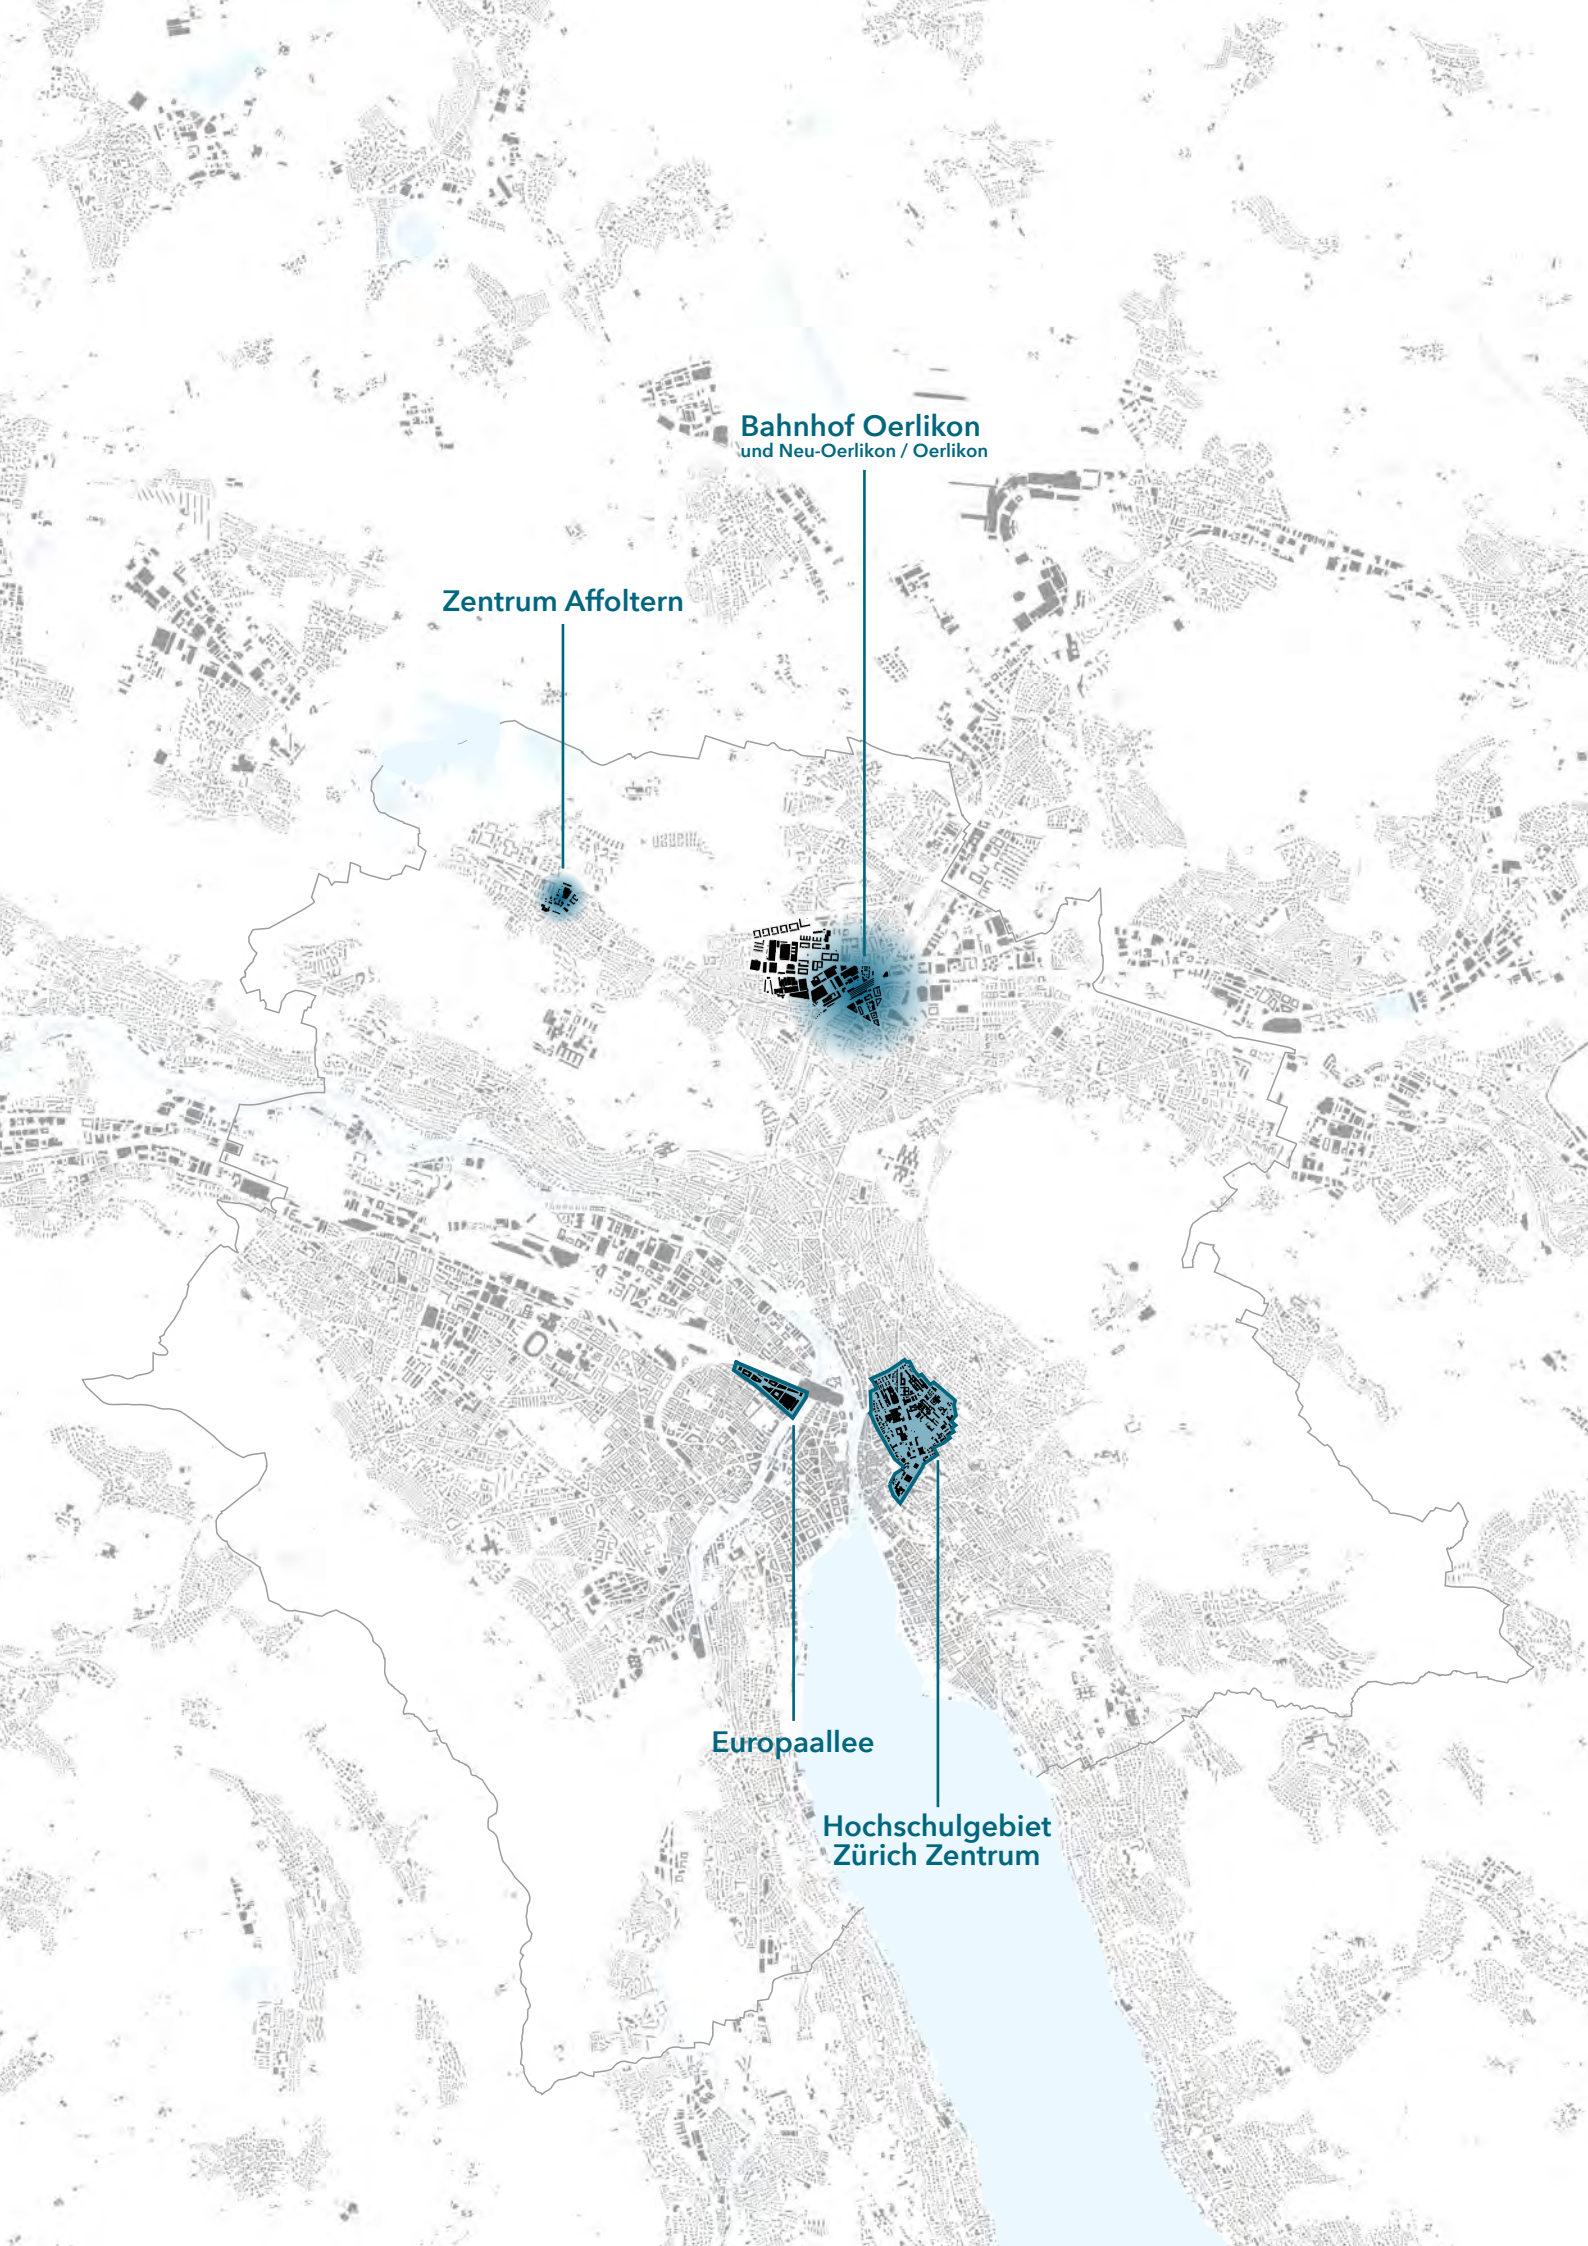 Bahnhof Oerlikon
und Neu-Oerlikon / Oerlikon
Zentrum Affoltern
Europaallee
Hochschulgebiet
Zürich Zentrum